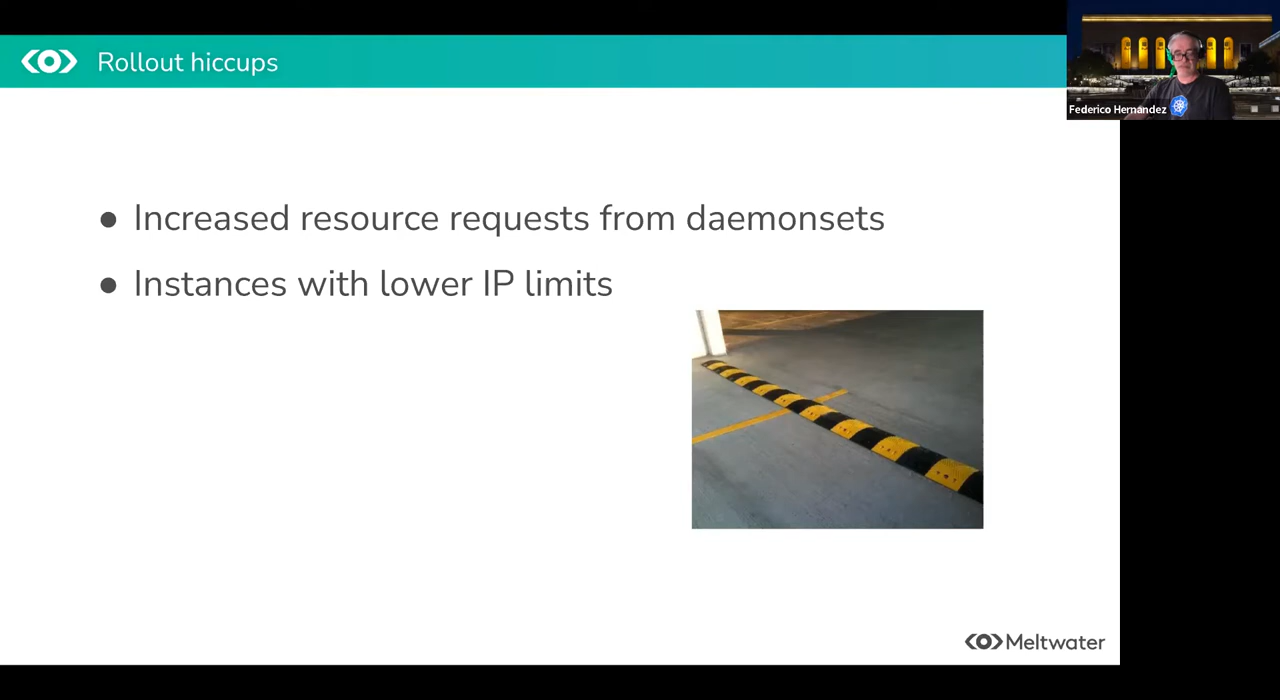 Rollout hiccups
Federico Hernandez
● Increased resource requests from daemonsets
● Instances with lower IP limits
Meltwater